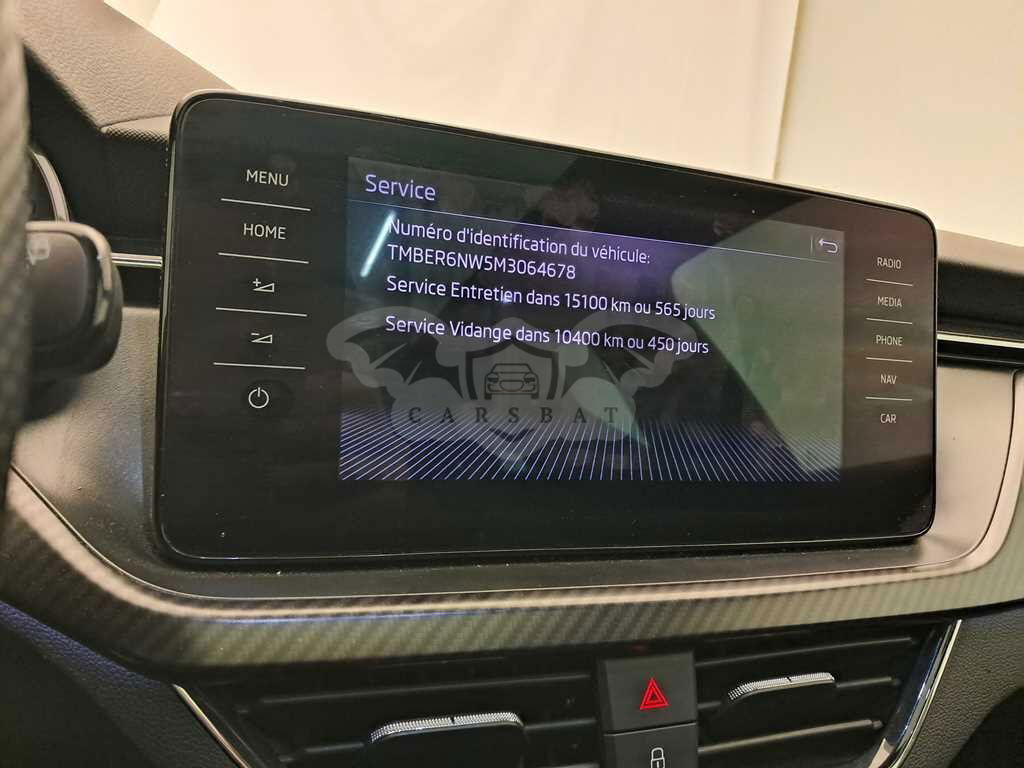 MENU
HOME
Service
Numéro d'identification du véhicule:
TMBER6NW5M3064678
Service Entretien dans 15100 km ou 565 jours
Service Vidange dans 10400 km ou 450 jours
CARSBAT
RADIO
MEDIA
PHONE
NAV
CAR